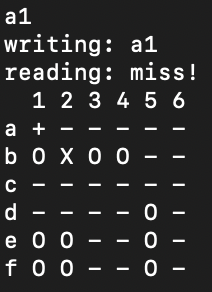 a1
writing: a1
reading: miss!
  1 2 3 4 5 6
a + - - - - -
b O X O O - -
c - - - - - -
d - - - - O -
e O O - - O -
f O O - - O -